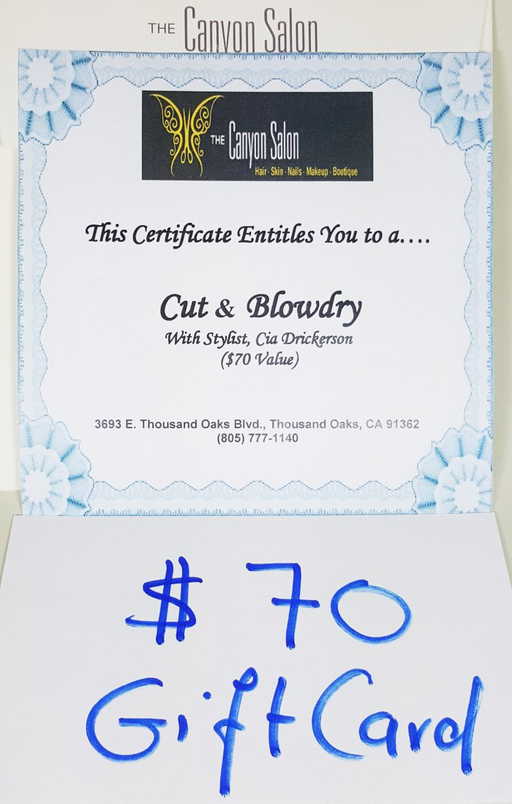 THE Canyon Salon
THE Canyon Salon
Hair · Skin · Nails · Makeup · Boutique
This Certificate Entitles You to a....
Cut & Blowdry
With Stylist, Cia Drickerson
($70 Value)
3693 E. Thousand Oaks Blvd., Thousand Oaks, CA 91362
(805) 777-1140
$ 70
Gift Card